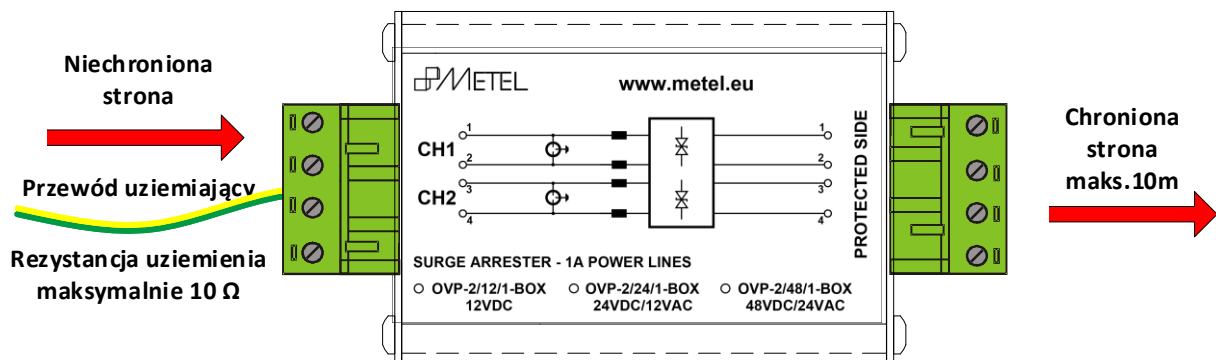 Niechroniona
strona
Przewód uziemiający
Rezystancja uziemienia
maksymalnie 10 Ω
METEL
www.metel.eu
CH1
1
2
CH2
3
4
1
2
3
4
PROTECTED SIDE
SURGE ARRESTER - 1A POWER LINES
OVP-2/12/1-BOX
12VDC
OVP-2/24/1-BOX
24VDC/12VAC
OVP-2/48/1-BOX
48VDC/24VAC
Chroniona
strona
maks.10m